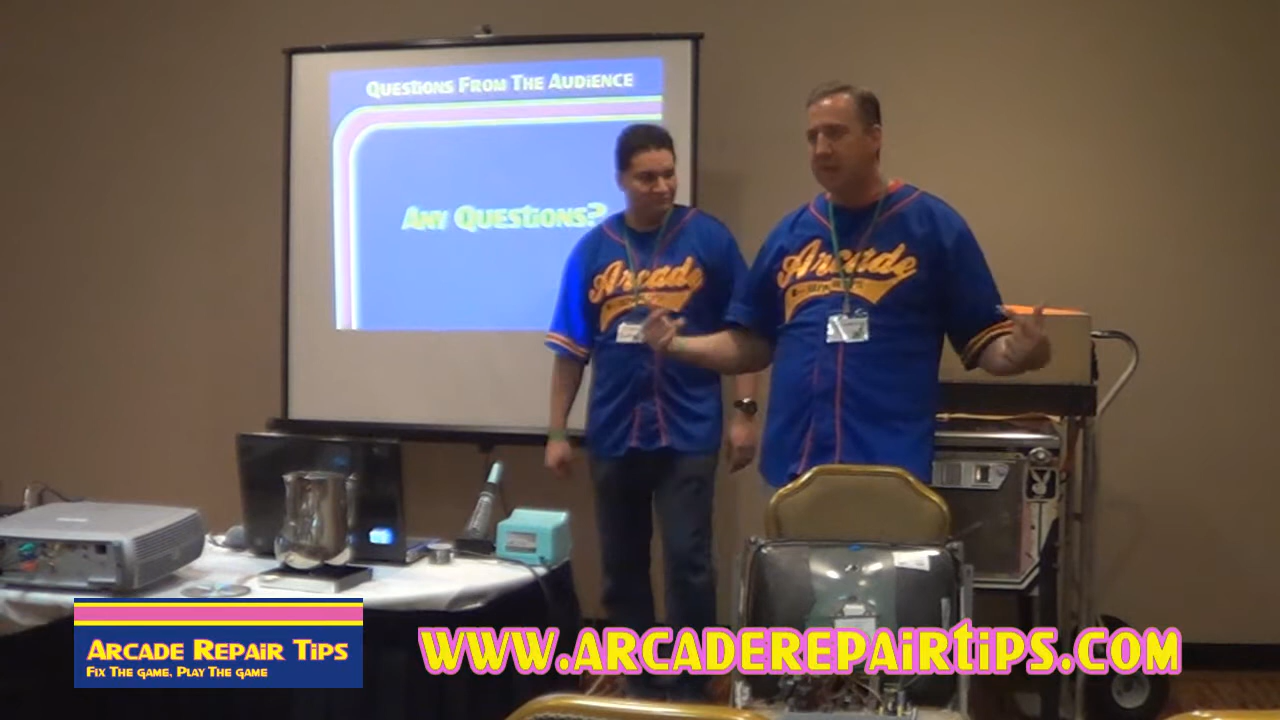 Questions From The Audience
Any Questions?
Arcade
Arcade
Arcade Repair Tips
Fix The Game, Play The Game
www.arcaderepairtips.com